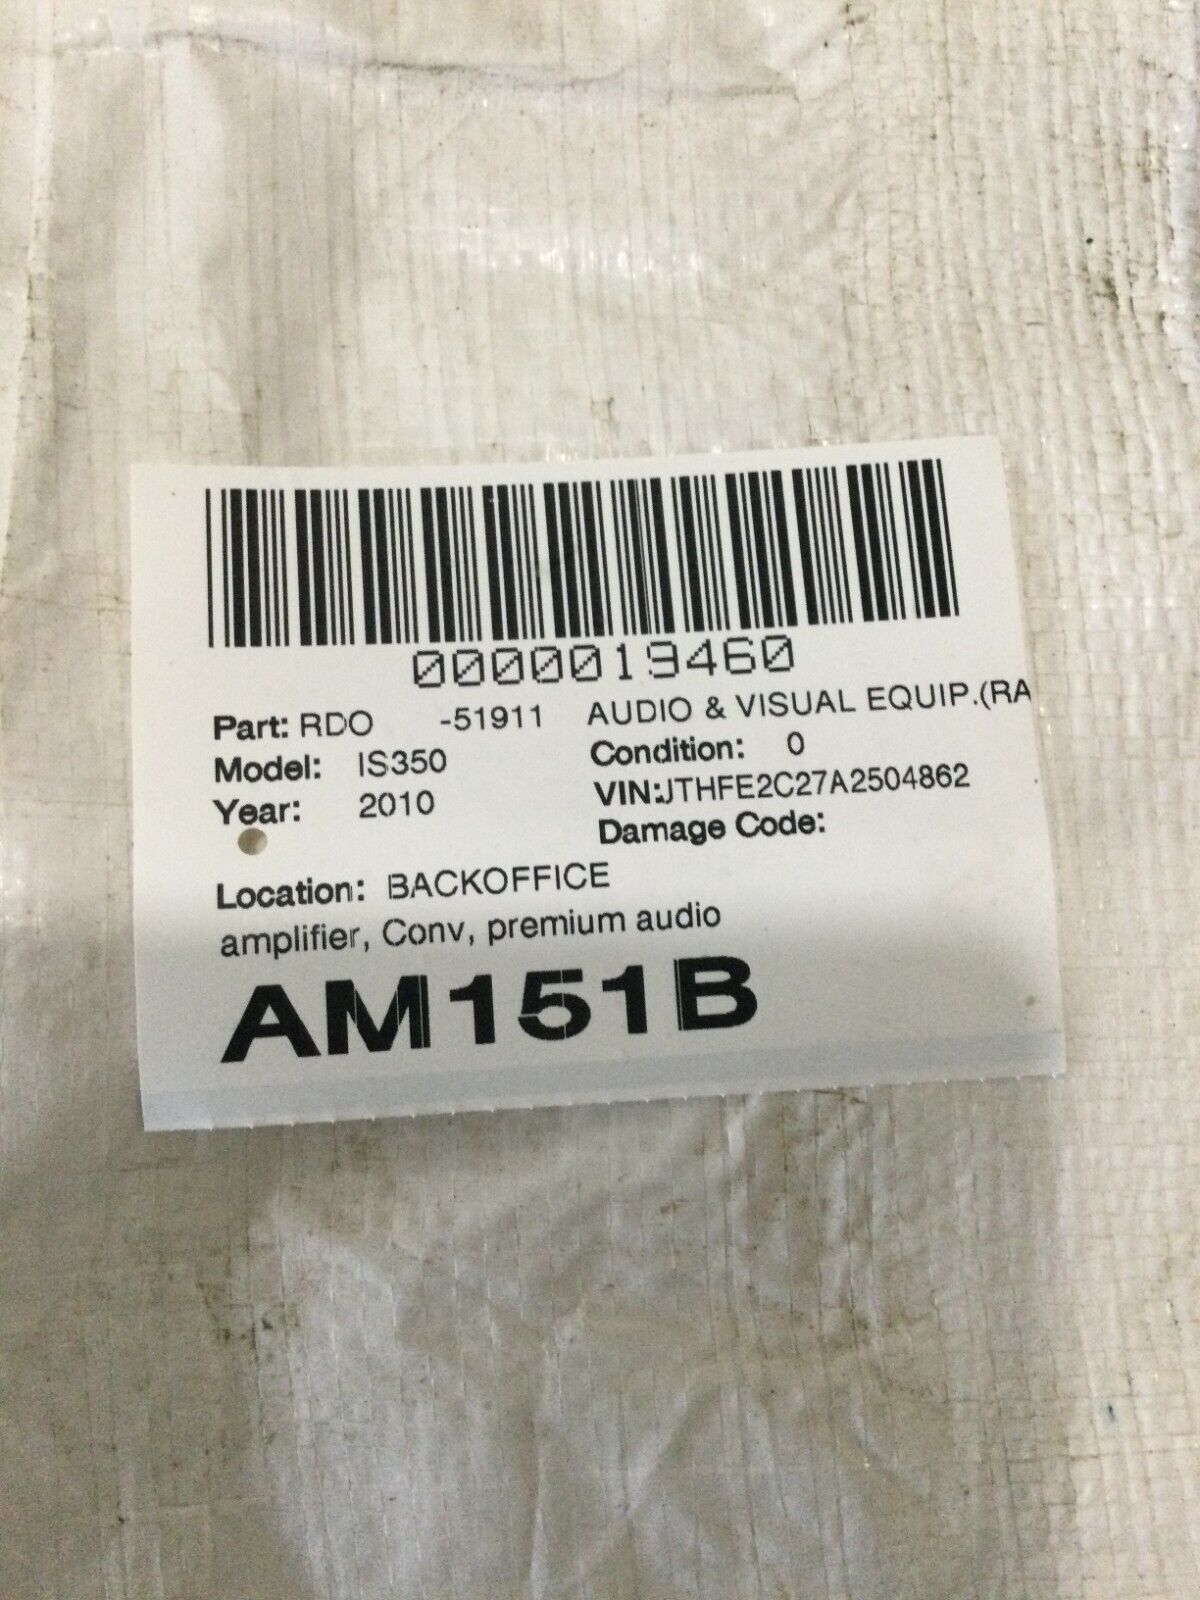 0000019460
Part: RDO -51911 AUDIO & VISUAL EQUIP.(RA
Model: IS350 Condition: 0
Year: 2010 VIN:JTHFE2C27A2504862
Damage Code:
Location: BACKOFFICE
amplifier, Conv, premium audio
AM151B